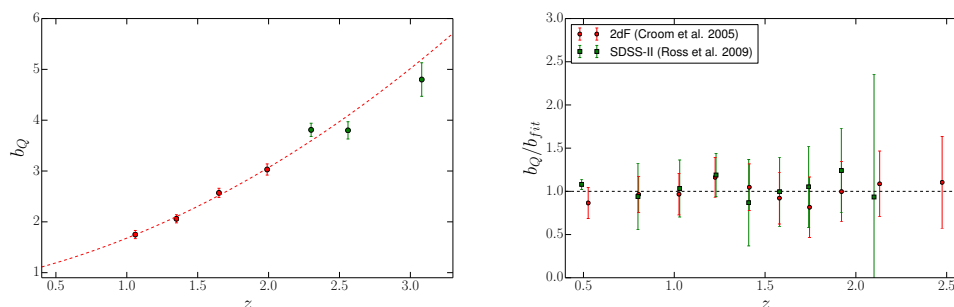 6
5
4
3
2
1
0.5 1.0 1.5 2.0 2.5 3.0
z
b_Q
3.0
2.5
2.0
1.5
1.0
0.5
0.0
0.5 1.0 1.5 2.0 2.5
z
b_Q/b_{fit}
2dF (Croom et al. 2005)
SDSS-II (Ross et al. 2009)